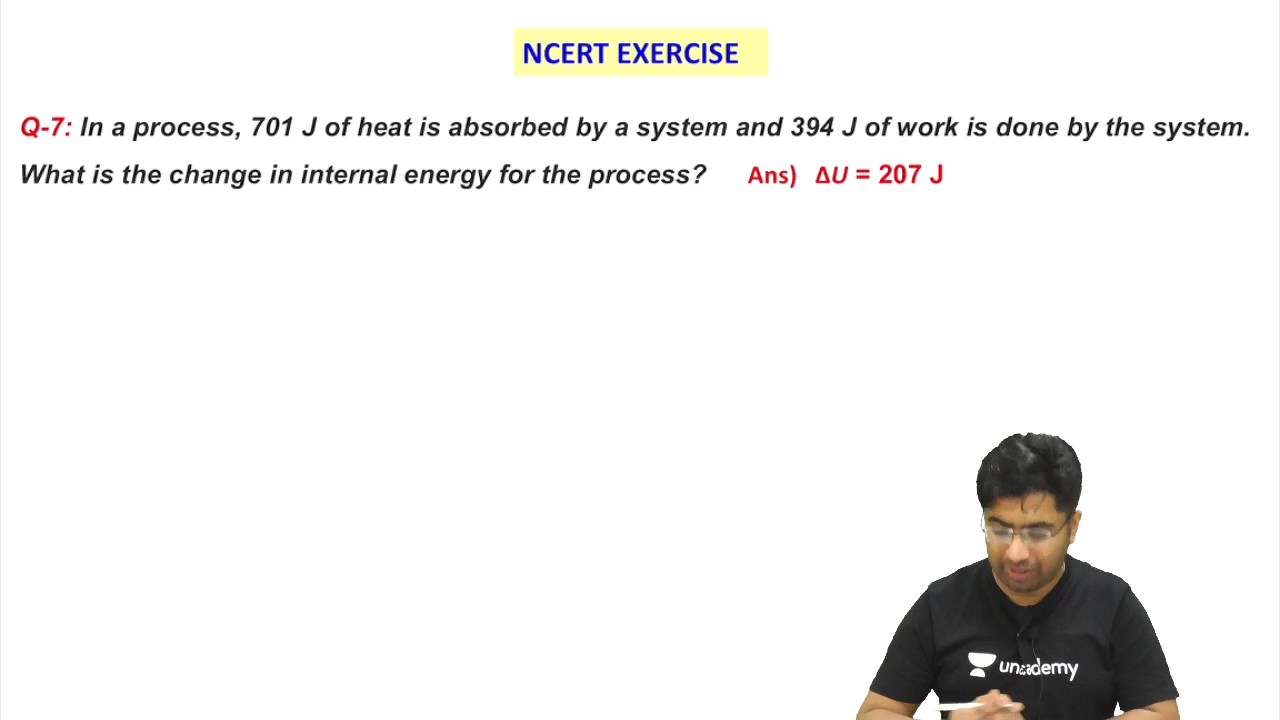 NCERT EXERCISE
Q-7: In a process, 701 J of heat is absorbed by a system and 394 J of work is done by the system.
What is the change in internal energy for the process? Ans) ΔU = 207 J
unacademy